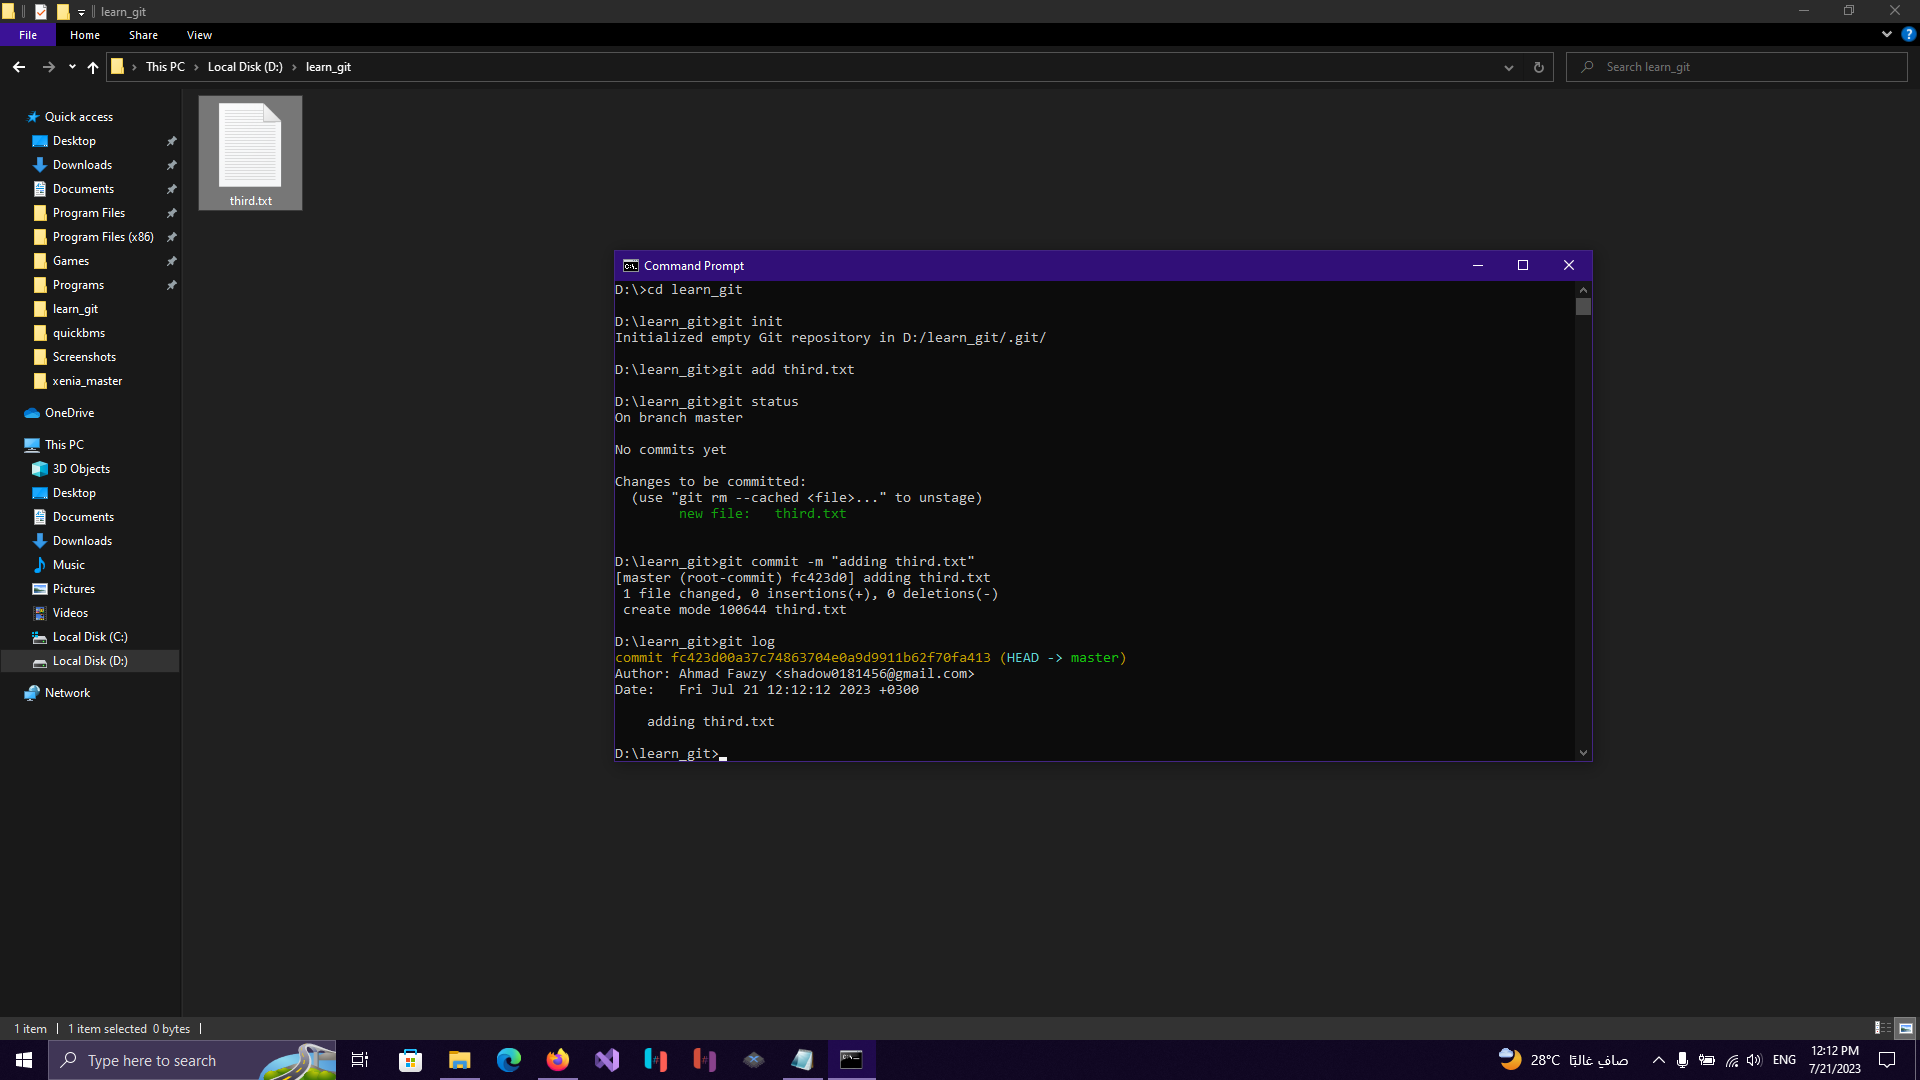 learn_git
File Home Share View
This PC > Local Disk (D:) > learn_git
Search learn_git
Quick access
Desktop
Downloads
Documents
Program Files
Program Files (x86)
Games
Programs
learn_git
quickbms
Screenshots
xenia_master
OneDrive
This PC
3D Objects
Desktop
Documents
Downloads
Music
Pictures
Videos
Local Disk (C:)
Local Disk (D:)
Network
third.txt
Command Prompt
D:\>cd learn_git
D:\learn_git>git init
Initialized empty Git repository in D:/learn_git/.git/
D:\learn_git>git add third.txt
D:\learn_git>git status
On branch master
No commits yet
Changes to be committed:
(use "git rm --cached <file>..." to unstage)
new file:   third.txt
D:\learn_git>git commit -m "adding third.txt"
[master (root-commit) fc423d0] adding third.txt
1 file changed, 0 insertions(+), 0 deletions(-)
create mode 100644 third.txt
D:\learn_git>git log
commit fc423d00a37c74863704e0a9d9911b62f70fa413 (HEAD -> master)
Author: Ahmad Fawzy <shadow0181456@gmail.com>
Date:   Fri Jul 21 12:12:12 2023 +0300
adding third.txt
D:\learn_git>
1 item | 1 item selected 0 bytes |
Type here to search
28°C صافٍ غالبًا
ENG
12:12 PM
7/21/2023